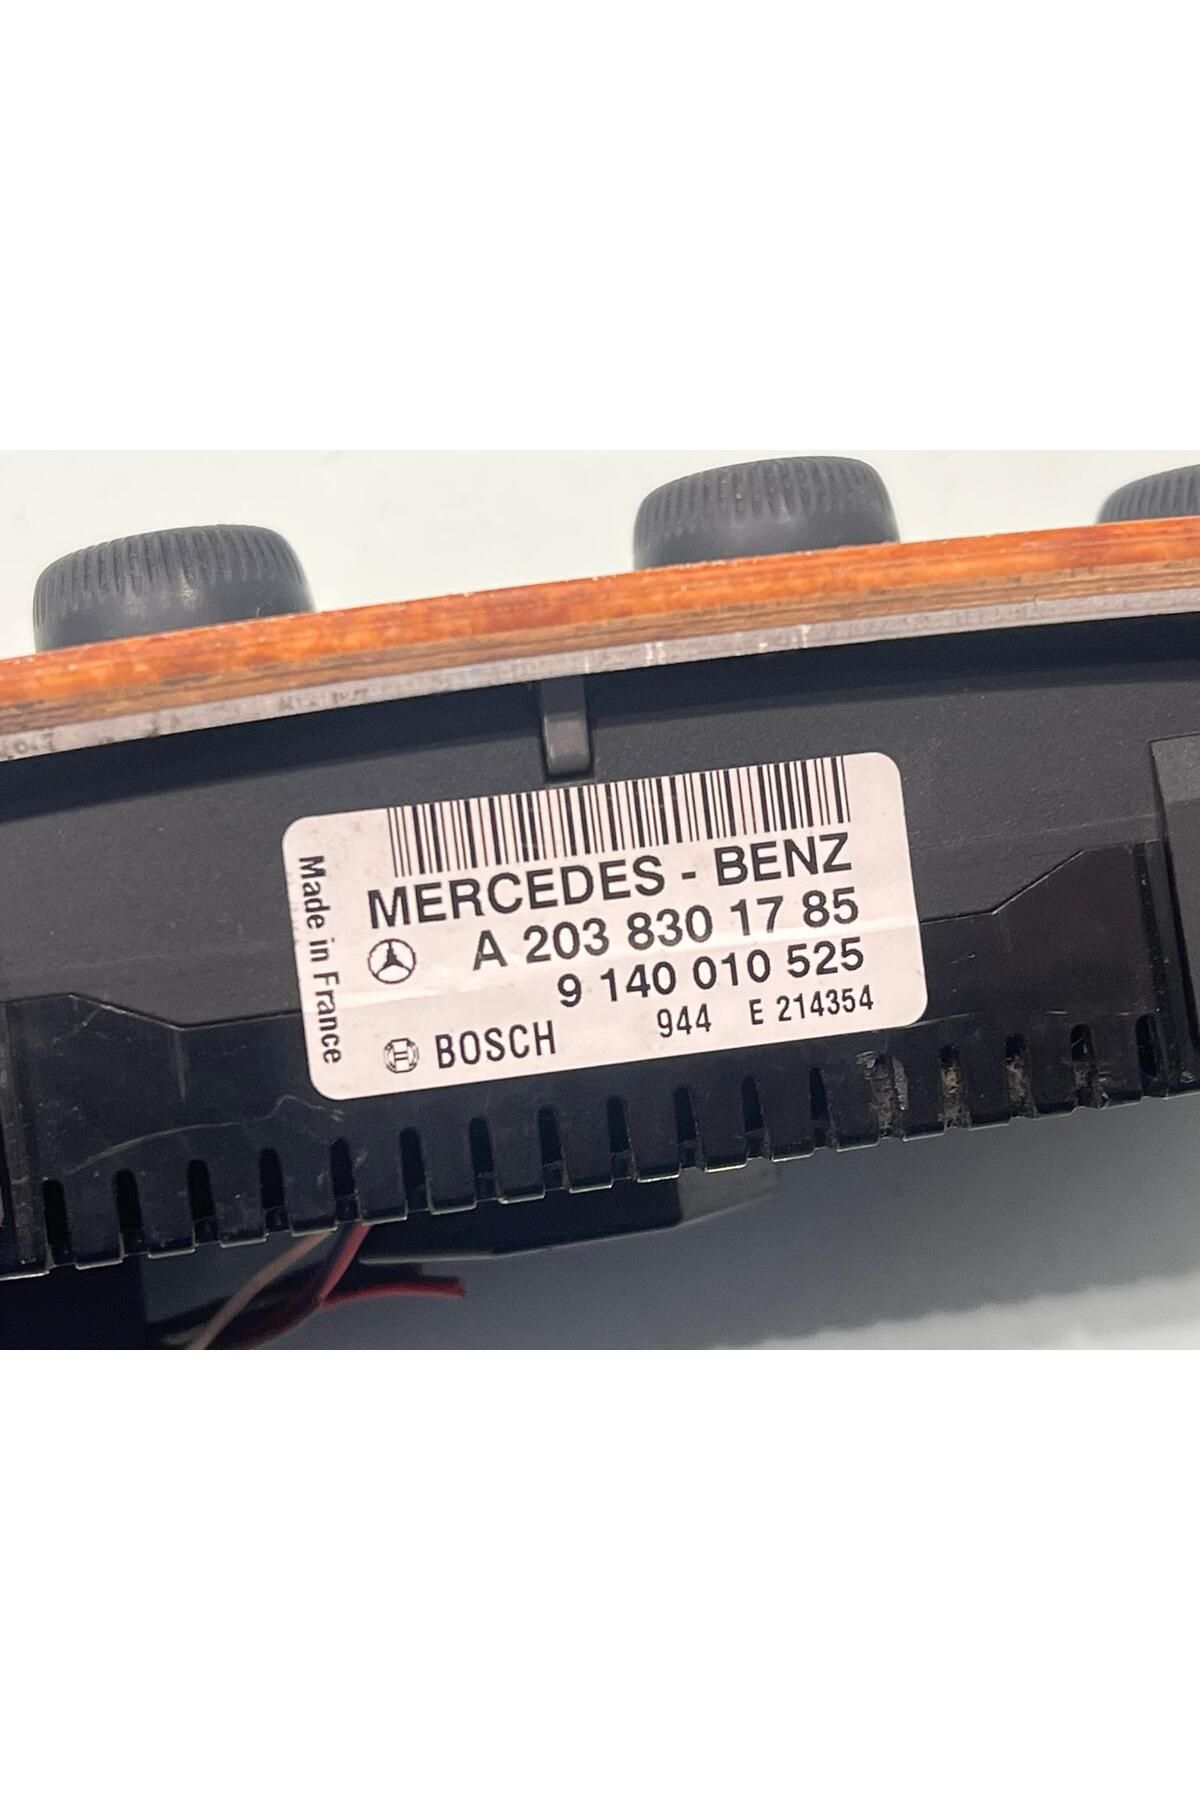 MERCEDES - BENZ
A 203 830 17 85
9 140 010 525
BOSCH 944 E 214354
Made in France